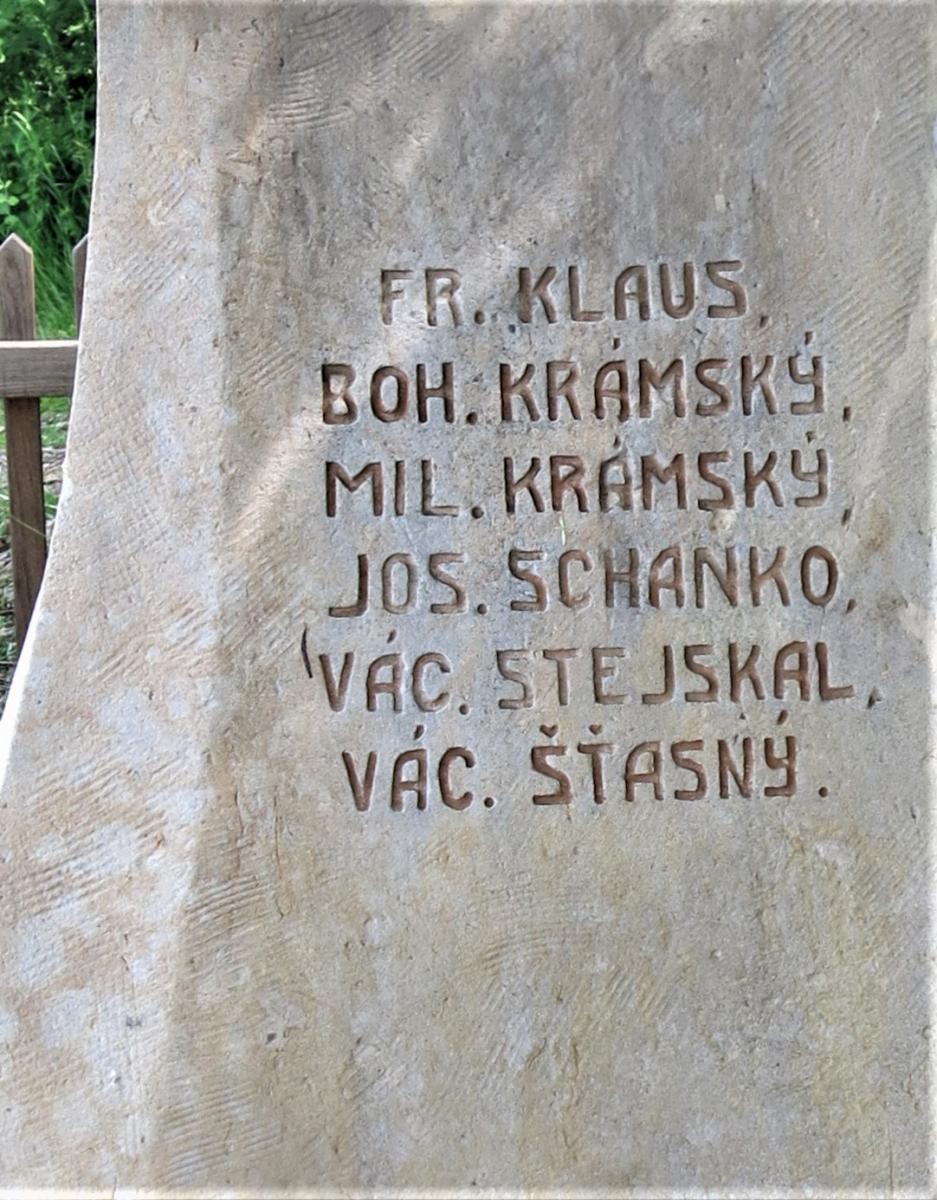 FR. KLAUS,
BOH. KRÁMSKÝ,
MIL. KRÁMSKÝ,
JOS. SCHANKO,
VÁC. STEJSKAL,
VÁC. ŠŤASNÝ.